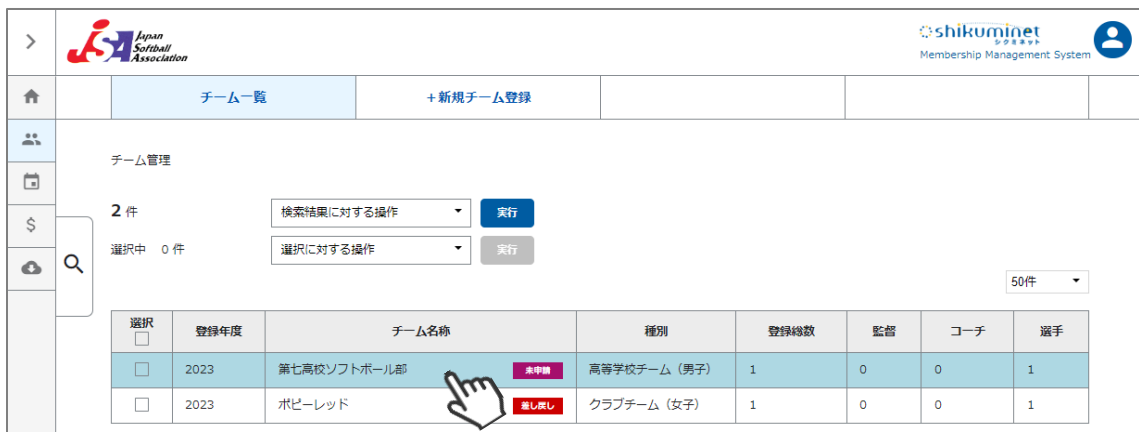 Japan
Softball
Association
shikuminet
シクミネット
Membership Management System
チーム一覧 +新規チーム登録
チーム管理
2 件 検索結果に対する操作 実行
選択中 0 件 選択に対する操作 実行
50件
選択 登録年度 チーム名称 種別 登録総数 監督 コーチ 選手
2023 第七高校ソフトボール部 未申請 高等学校チーム（男子） 1 0 0 1
2023 ポピーレッド 差し戻し クラブチーム（女子） 1 0 0 1